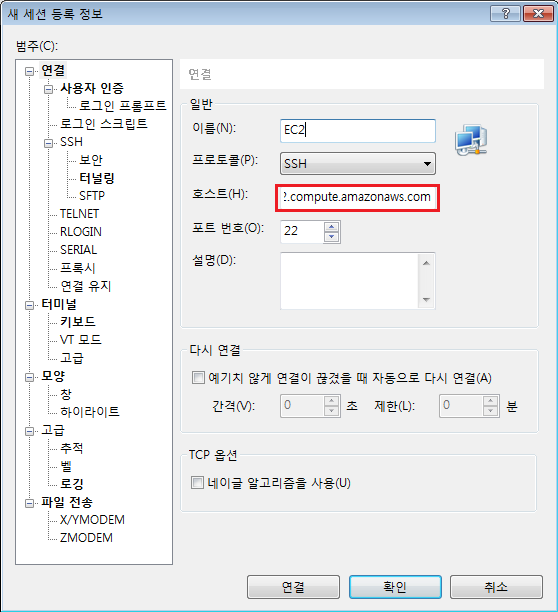 새 세션 등록 정보
범주(C):
연결
사용자 인증
로그인 프롬프트
로그인 스크립트
SSH
보안
터널링
SFTP
TELNET
RLOGIN
SERIAL
프록시
연결 유지
터미널
키보드
VT 모드
고급
모양
창
하이라이트
고급
추적
벨
로깅
파일 전송
X/YMODEM
ZMODEM
연결
일반
이름(N): EC2
프로토콜(P): SSH
호스트(H): 2.compute.amazonaws.com
포트 번호(O): 22
설명(D):
다시 연결
예기치 않게 연결이 끊겼을 때 자동으로 다시 연결(A)
간격(V): 0 초 제한(L): 0 분
TCP 옵션
네이글 알고리즘을 사용(U)
연결 확인 취소